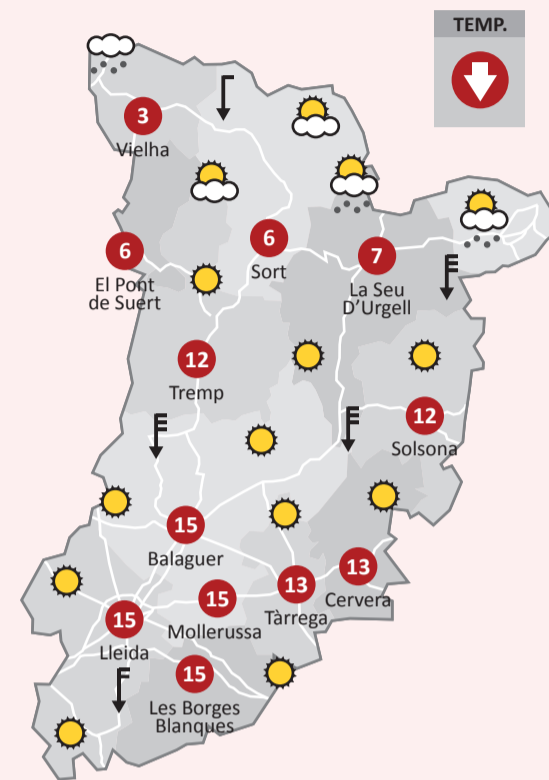 TEMP.
3
Vielha
6
El Pont
de Suert
6
Sort
7
La Seu
D'Urgell
12
Tremp
12
Solsona
15
Balaguer
15
Lleida
15
Mollerussa
13
Tàrrega
13
Cervera
15
Les Borges
Blanques